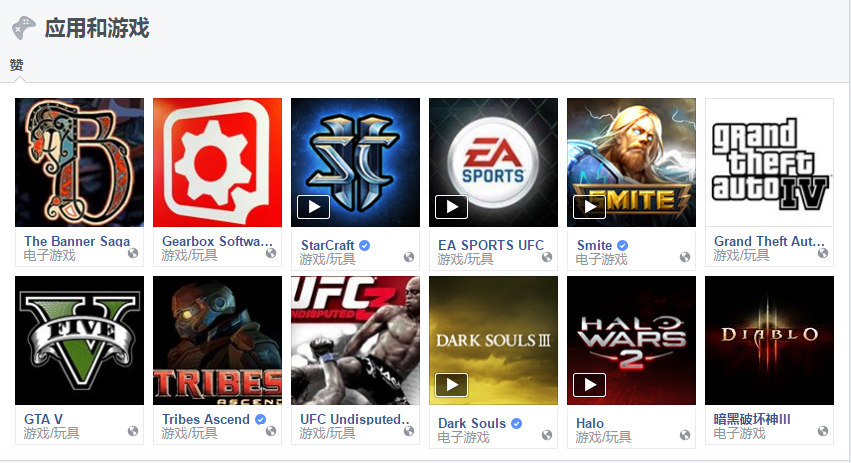 应用和游戏
赞
B
SC
II
EA
SPORTS
SMITE
grand
theft
auto IV
The Banner Saga
电子游戏
Gearbox Softwa...
游戏/玩具
StarCraft
游戏/玩具
EA SPORTS UFC
游戏/玩具
Smite
电子游戏
Grand Theft Aut...
游戏/玩具
V
FIVE
TRIBES
ASCEND
UFC
UNDISPUTED 3
DARK SOULS III
HALO
WARS
2
DIABLO
GTA V
游戏/玩具
Tribes Ascend
游戏/玩具
UFC Undisputed...
游戏/玩具
Dark Souls
电子游戏
Halo
游戏/玩具
暗黑破坏神III
电子游戏